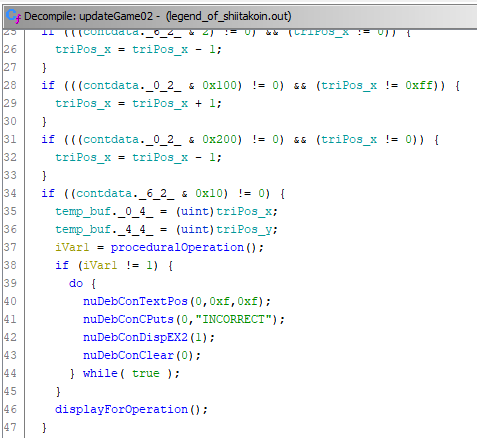 Decompile: updateGame02 - (legend_of_shiitakoin.out)
25 if (((contdata._6_2_ & 2) != 0) && (triPos_x != 0)) {
26 triPos_x = triPos_x - 1;
27 }
28 if (((contdata._0_2_ & 0x100) != 0) && (triPos_x != 0xff)) {
29 triPos_x = triPos_x + 1;
30 }
31 if (((contdata._0_2_ & 0x200) != 0) && (triPos_x != 0)) {
32 triPos_x = triPos_x - 1;
33 }
34 if ((contdata._6_2_ & 0x10) != 0) {
35 temp_buf._0_4_ = (uint)triPos_x;
36 temp_buf._4_4_ = (uint)triPos_y;
37 iVar1 = proceduralOperation();
38 if (iVar1 != 1) {
39 do {
40 nuDebConTextPos(0,0xf,0xf);
41 nuDebConCPuts(0,"INCORRECT");
42 nuDebConDispEX2(1);
43 nuDebConClear(0);
44 } while( true );
45 }
46 displayForOperation();
47 }